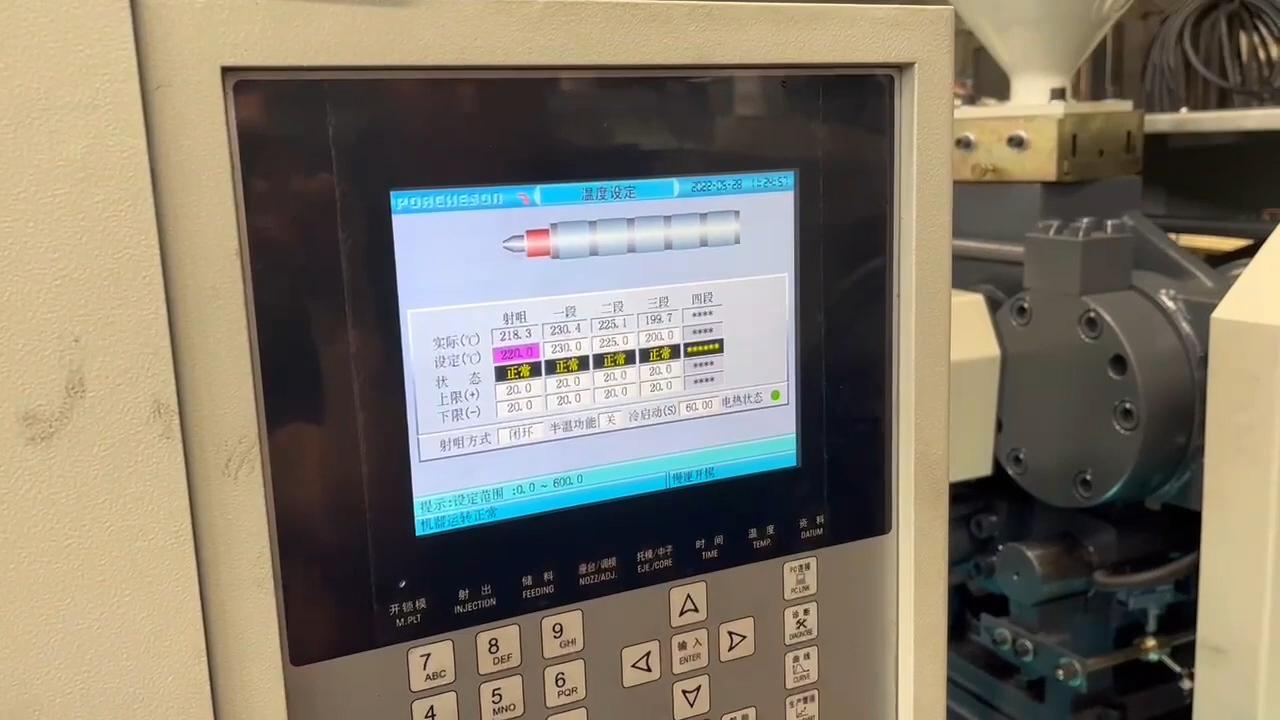 PORCHESON 温度设定 2022-05-28
射咀 一段 二段 三段 四段
实际(℃) 218.3 230.4 225.1 199.7 ****
设定(℃) 220.0 230.0 225.0 200.0 ****
状 态 正常 正常 正常 正常 ******
上限(+) 20.0 20.0 20.0 20.0 ****
下限(-) 20.0 20.0 20.0 20.0 ****
射咀方式 闭环 半温功能 关 冷启动(S) 60.00 电热状态
提示:设定范围 :0.0 ~ 600.0
慢速开模
机器运转正常
开锁模 射 出 储 料 座台/调模 托模/中子 时 间 温 度 资 料
M.PLT INJECTION FEEDING NOZZ/ADJ. EJE./CORE TIME TEMP. DATUM
PC连接
PC LINK
7 ABC 8 DEF 9 GHI
诊 断
DIAGNOSE
输 入
ENTER
曲 线
CURVE
4 5 MNO 6 PQR
生产管理